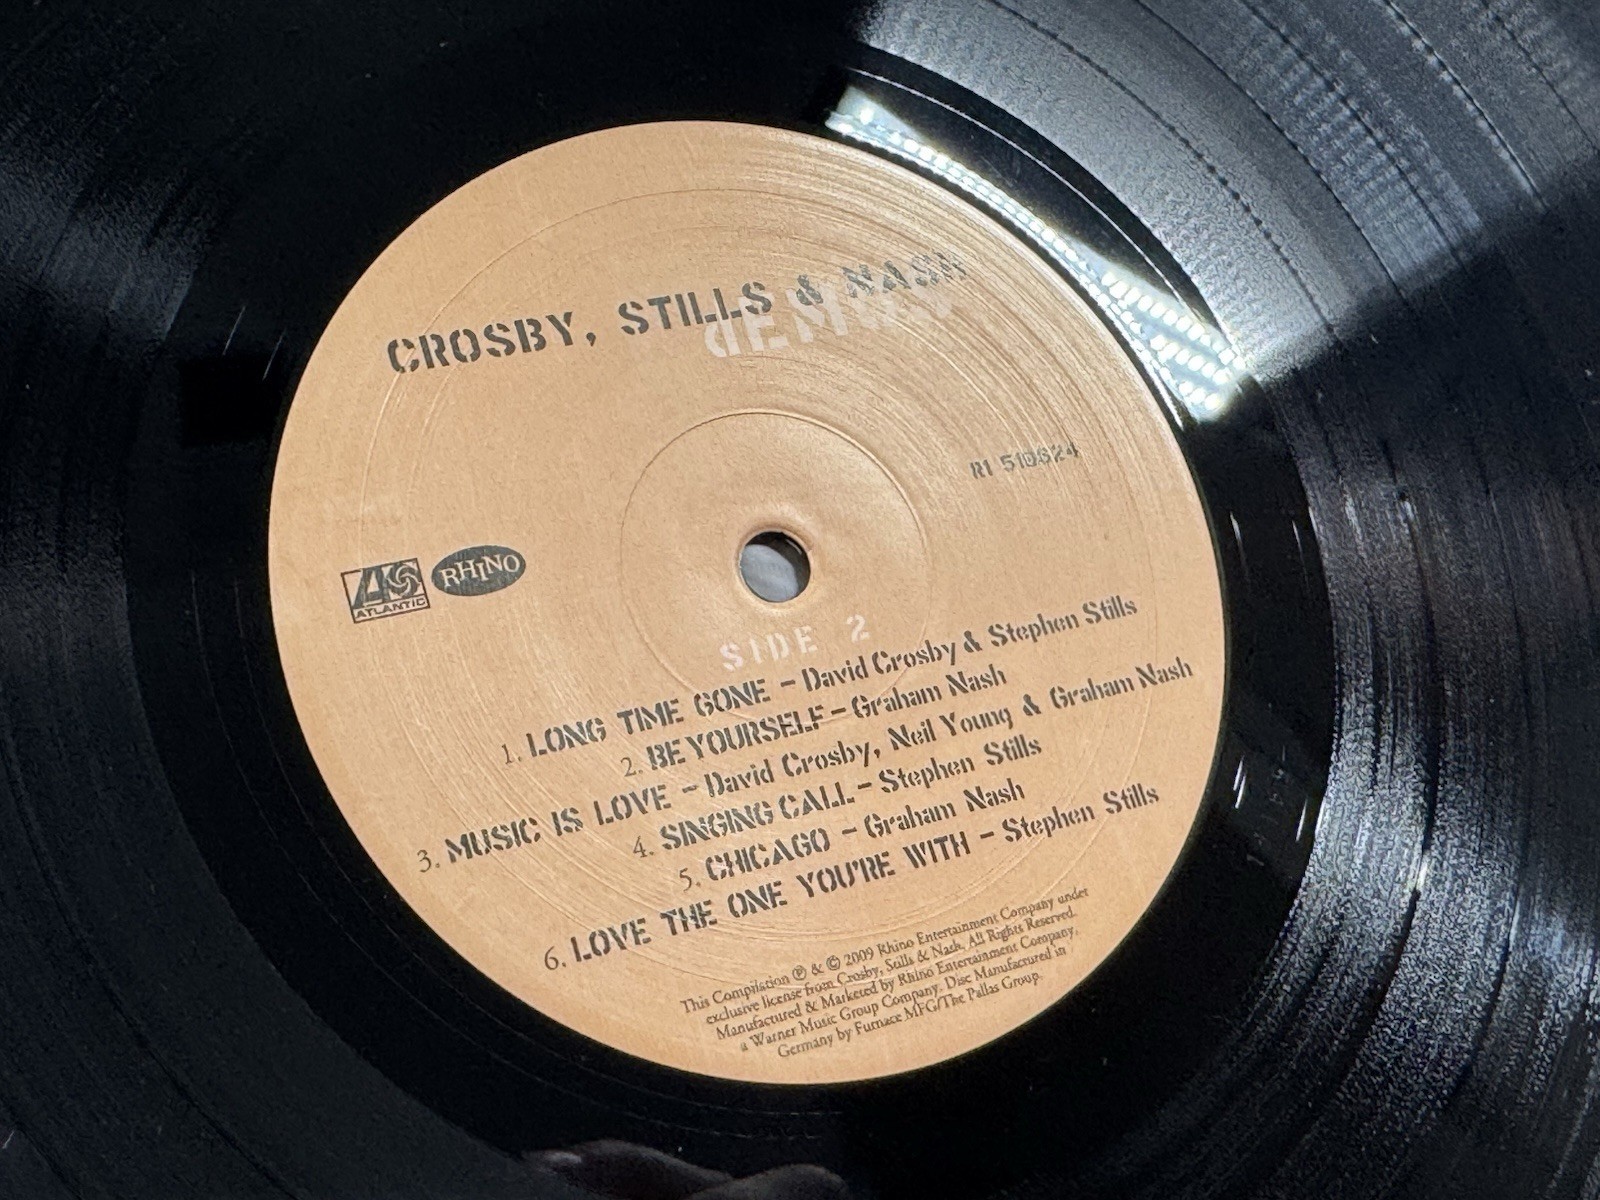 CROSBY, STILLS & NASH
dEMOS
R1 510624
ATLANTIC
RHINO
SIDE 2
1. LONG TIME GONE – David Crosby & Stephen Stills
2. BE YOURSELF – Graham Nash
3. MUSIC IS LOVE – David Crosby, Neil Young & Graham Nash
4. SINGING CALL – Stephen Stills
5. CHICAGO – Graham Nash
6. LOVE THE ONE YOU'RE WITH – Stephen Stills
This Compilation ℗ & © 2009 Rhino Entertainment Company under
exclusive license from Crosby, Stills & Nash. All Rights Reserved.
Manufactured & Marketed by Rhino Entertainment Company,
a Warner Music Group Company. Disc Manufactured in
Germany by Furnace MFG/The Pallas Group.